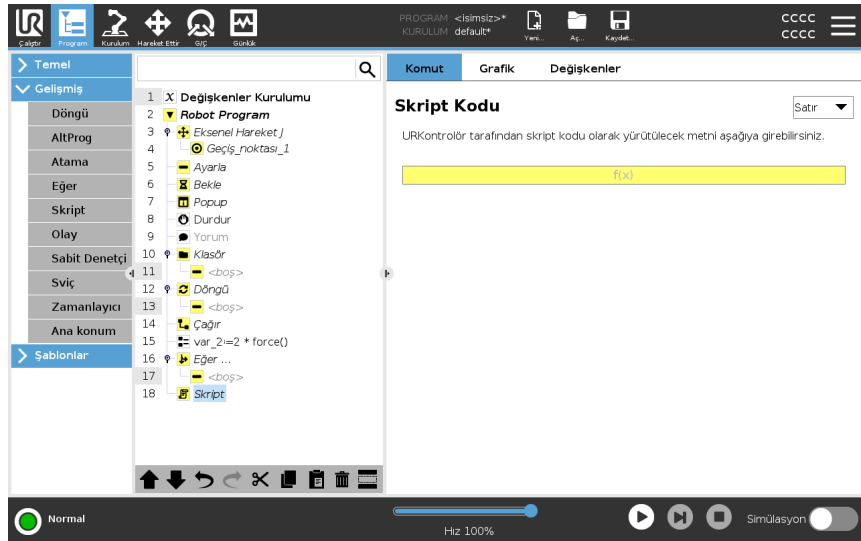 UR
Çalıştır
Program
Kurulum
Hareket Ettir
G/Ç
Günlük
PROGRAM <isimsiz>*
KURULUM default*
Yeni...
Aç...
Kaydet...
cccc
cccc
Temel
Gelişmiş
Döngü
AltProg
Atama
Eğer
Skript
Olay
Sabit Denetçi
Sviç
Zamanlayıcı
Ana konum
Şablonlar
1 X Değişkenler Kurulumu
2 Robot Program
3 Eksenel Hareket J
4 Geçiş_noktası_1
5 Ayarla
6 Bekle
7 Popup
8 Durdur
9 Yorum
10 Klasör
11 <boş>
12 Döngü
13 <boş>
14 Çağır
15 var_2:=2 * force()
16 Eğer ...
17 <boş>
18 Skript
Komut Grafik Değişkenler
Skript Kodu
Satır
URKontrolör tarafından skript kodu olarak yürütülecek metni aşağıya girebilirsiniz.
f(x)
Normal
Hız 100%
Simülasyon